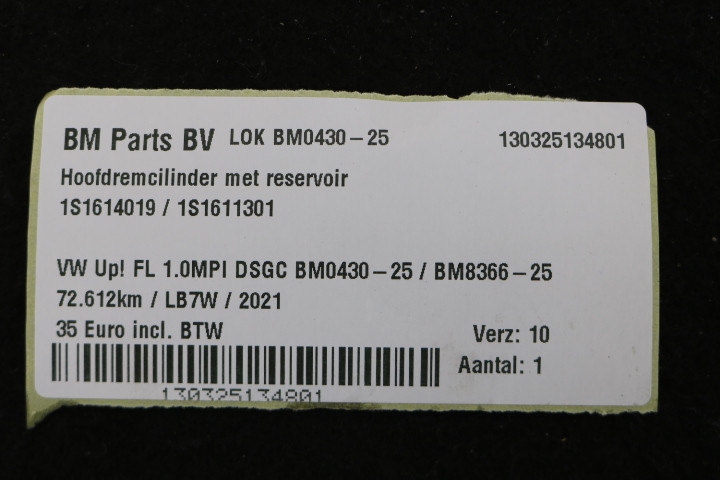 BM Parts BV LOK BM0430-25 130325134801
Hoofdremcilinder met reservoir
1S1614019 / 1S1611301
VW Up! FL 1.0MPI DSGC BM0430-25 / BM8366-25
72.612km / LB7W / 2021
35 Euro incl. BTW Verz: 10
Aantal: 1
130325134801